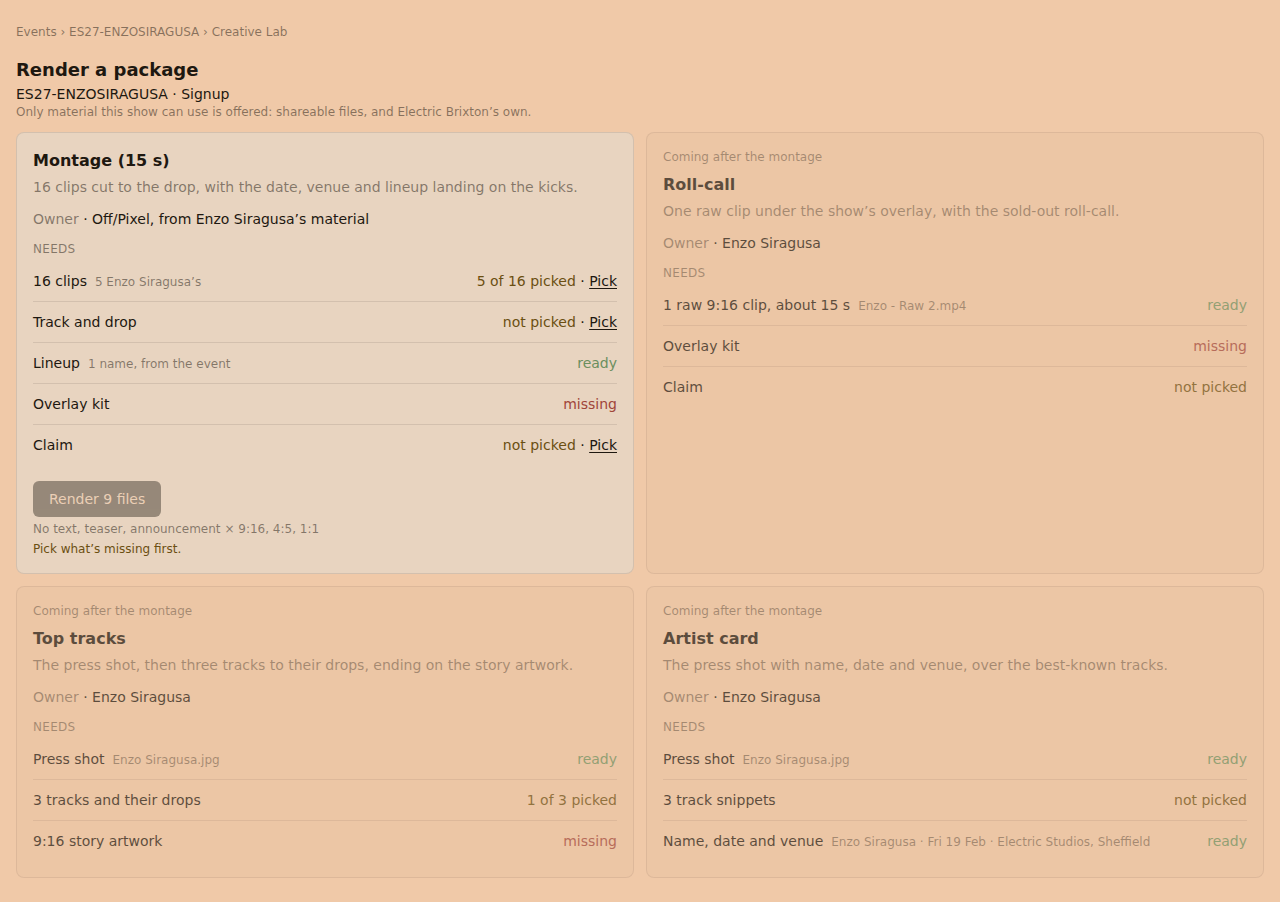 Events › ES27-ENZOSIRAGUSA › Creative Lab
Render a package
ES27-ENZOSIRAGUSA · Signup
Only material this show can use is offered: shareable files, and Electric Brixton’s own.
Montage (15 s)
16 clips cut to the drop, with the date, venue and lineup landing on the kicks.
Owner · Off/Pixel, from Enzo Siragusa’s material
NEEDS
16 clips 5 Enzo Siragusa’s 5 of 16 picked · Pick
Track and drop not picked · Pick
Lineup 1 name, from the event ready
Overlay kit missing
Claim not picked · Pick
Render 9 files
No text, teaser, announcement × 9:16, 4:5, 1:1
Pick what’s missing first.
Coming after the montage
Roll-call
One raw clip under the show’s overlay, with the sold-out roll-call.
Owner · Enzo Siragusa
NEEDS
1 raw 9:16 clip, about 15 s Enzo - Raw 2.mp4 ready
Overlay kit missing
Claim not picked
Coming after the montage
Top tracks
The press shot, then three tracks to their drops, ending on the story artwork.
Owner · Enzo Siragusa
NEEDS
Press shot Enzo Siragusa.jpg ready
3 tracks and their drops 1 of 3 picked
9:16 story artwork missing
Coming after the montage
Artist card
The press shot with name, date and venue, over the best-known tracks.
Owner · Enzo Siragusa
NEEDS
Press shot Enzo Siragusa.jpg ready
3 track snippets not picked
Name, date and venue Enzo Siragusa · Fri 19 Feb · Electric Studios, Sheffield ready